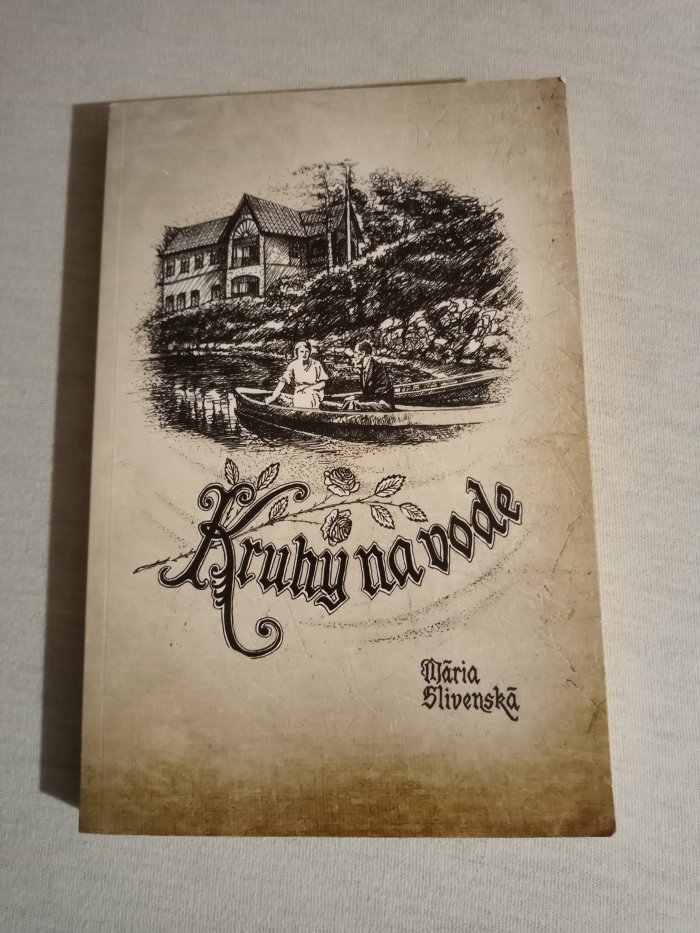 Kruhy na vode
Mária
Slivenská